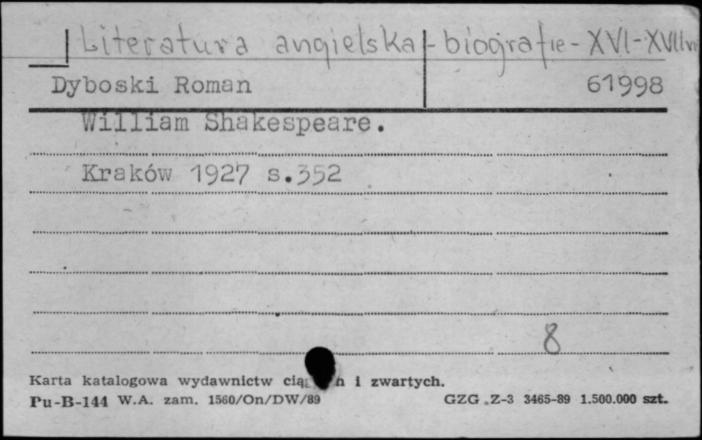 Literatura angielska - biografie - XVI-XVII w
Dyboski Roman 61998
William Shakespeare.
Kraków 1927 s.352
8
Karta katalogowa wydawnictw cią h i zwartych.
Pu-B-144 W.A. zam. 1560/On/DW/89 GZG .Z-3 3465-89 1.500.000 szt.